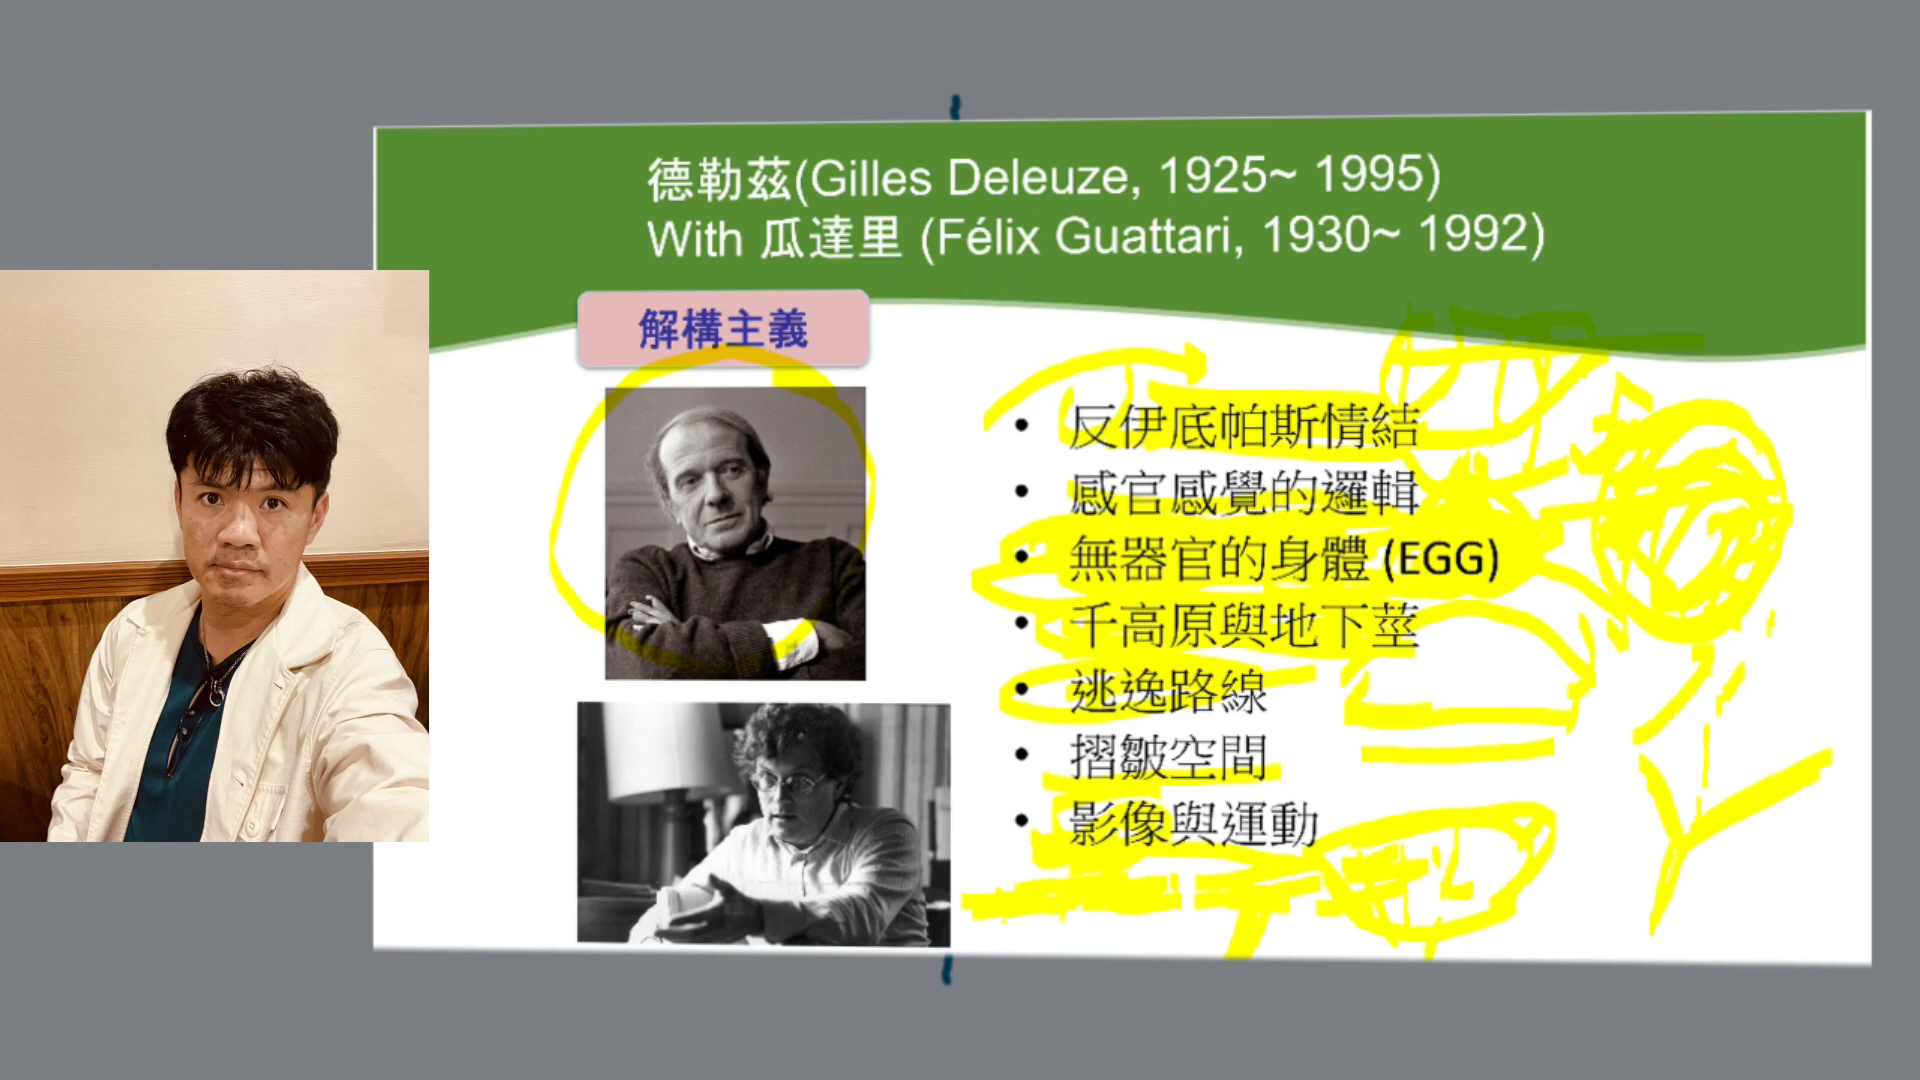 德勒茲(Gilles Deleuze, 1925~ 1995)
With 瓜達里 (Félix Guattari, 1930~ 1992)
解構主義
• 反伊底帕斯情結
• 感官感覺的邏輯
• 無器官的身體 (EGG)
• 千高原與地下莖
• 逃逸路線
• 摺皺空間
• 影像與運動